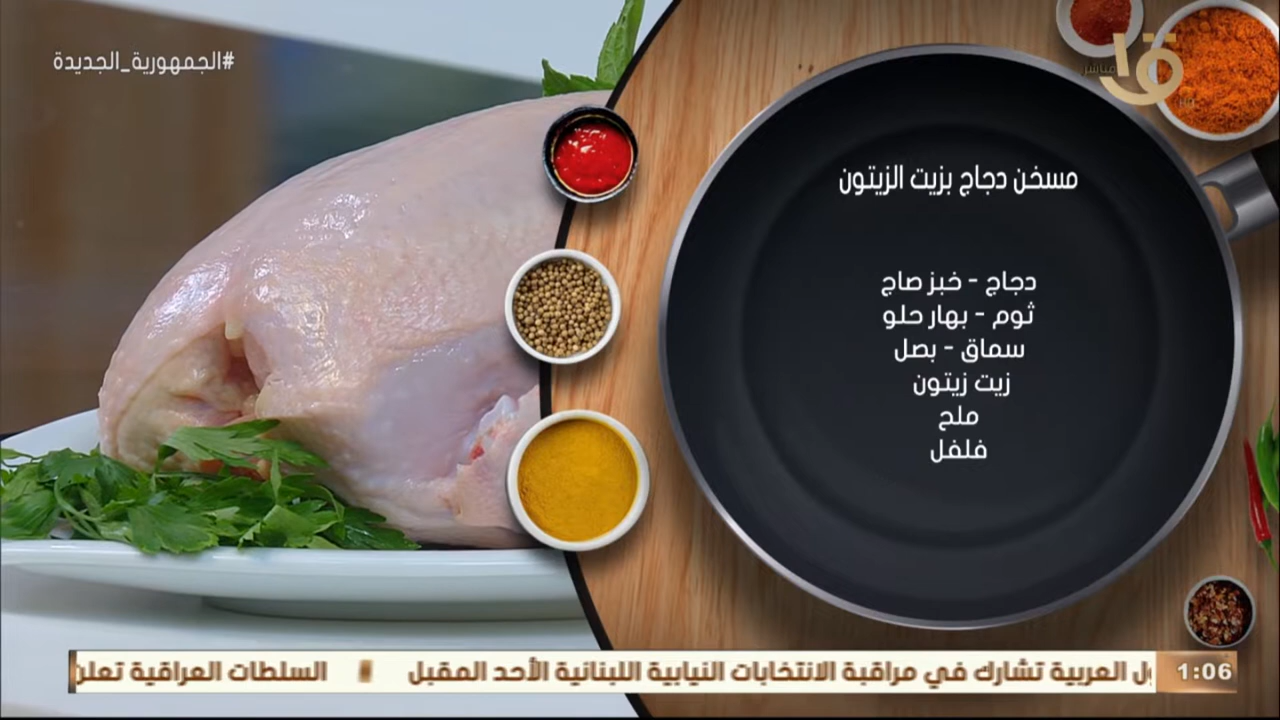 #الجمهورية_الجديدة
مباشر
مسخن دجاج بزيت الزيتون
دجاج - خبز صاج
ثوم - بهار حلو
سماق - بصل
زيت زيتون
ملح
فلفل
1:06
العربية تشارك في مراقبة الانتخابات النيابية اللبنانية الأحد المقبل
السلطات العراقية تعلن